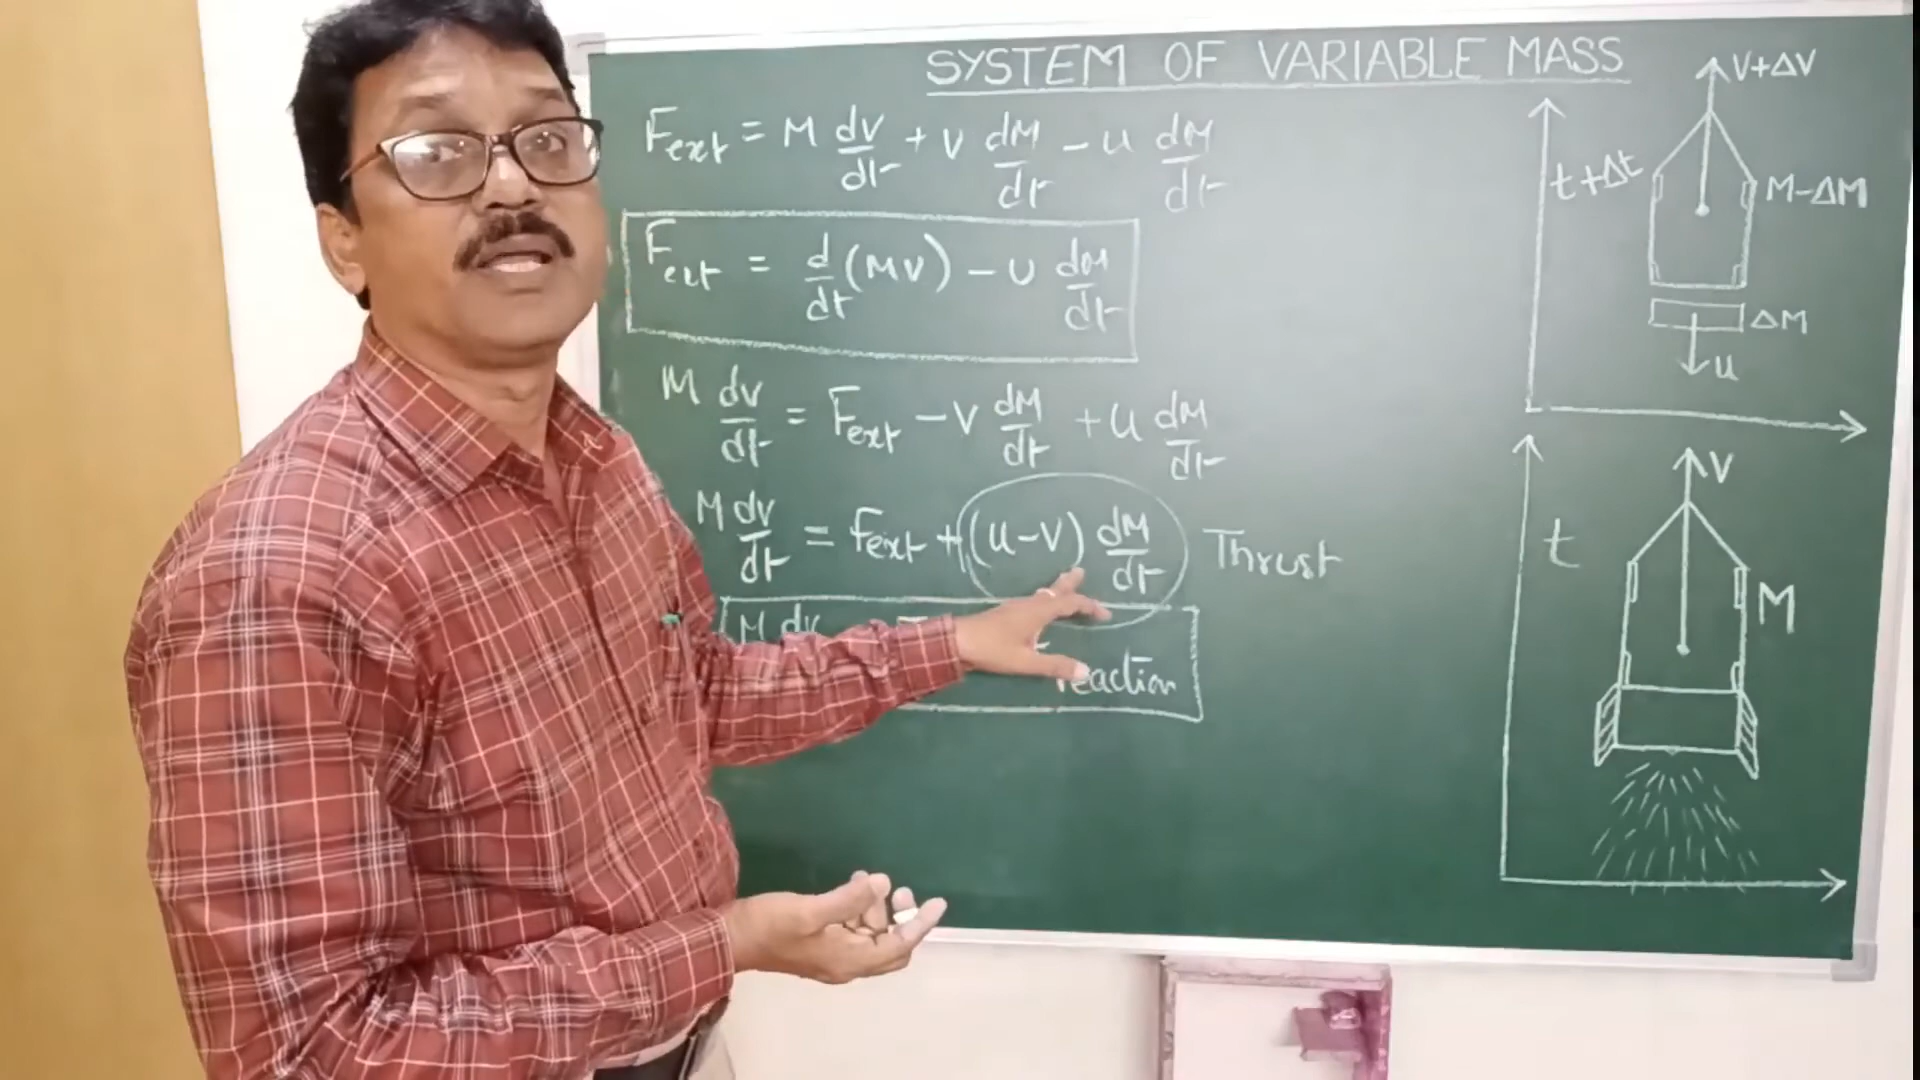 SYSTEM OF VARIABLE MASS
Fext = M dv/dt + v dM/dt - u dM/dt
Fext = d/dt (MV) - U dM/dt
M dv/dt = Fext - v dM/dt + u dM/dt
M dv/dt = Fext + (u-v) dM/dt Thrust
M dv
reaction
V+ΔV
t+Δt
M-ΔM
ΔM
u
V
t
M